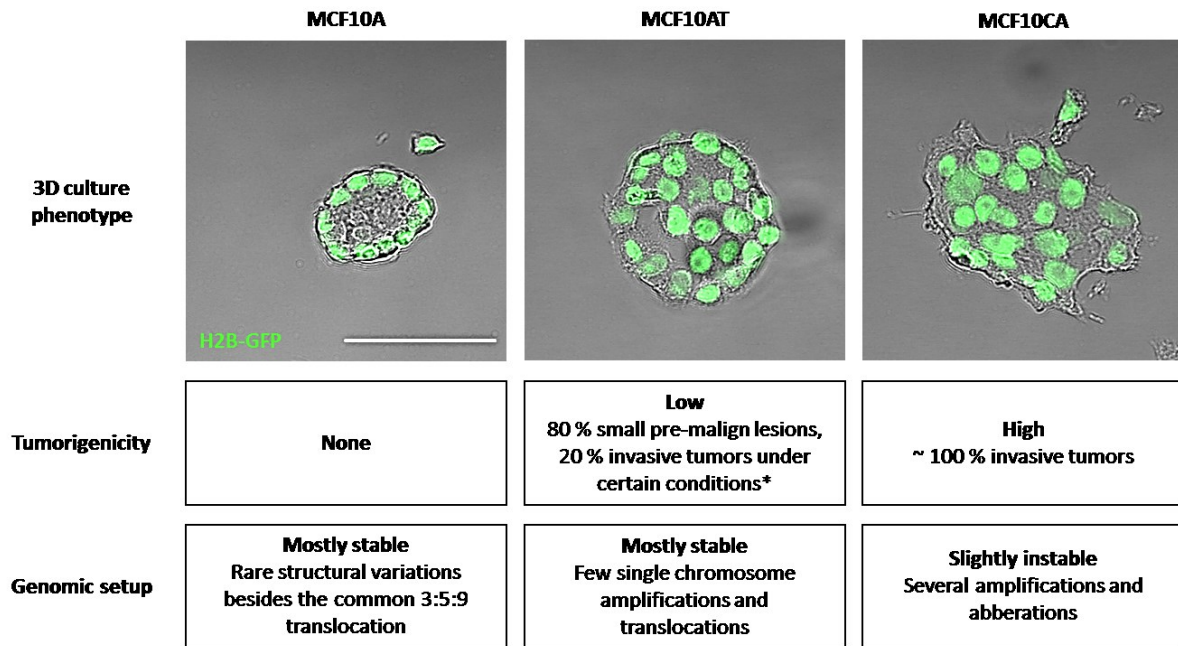 MCF10A
MCF10AT
MCF10CA
3D culture
phenotype
H2B-GFP
Tumorigenicity
None
Low
80 % small pre-malign lesions,
20 % invasive tumors under
certain conditions*
High
~ 100 % invasive tumors
Genomic setup
Mostly stable
Rare structural variations
besides the common 3:5:9
translocation
Mostly stable
Few single chromosome
amplifications and
translocations
Slightly instable
Several amplifications and
abberations